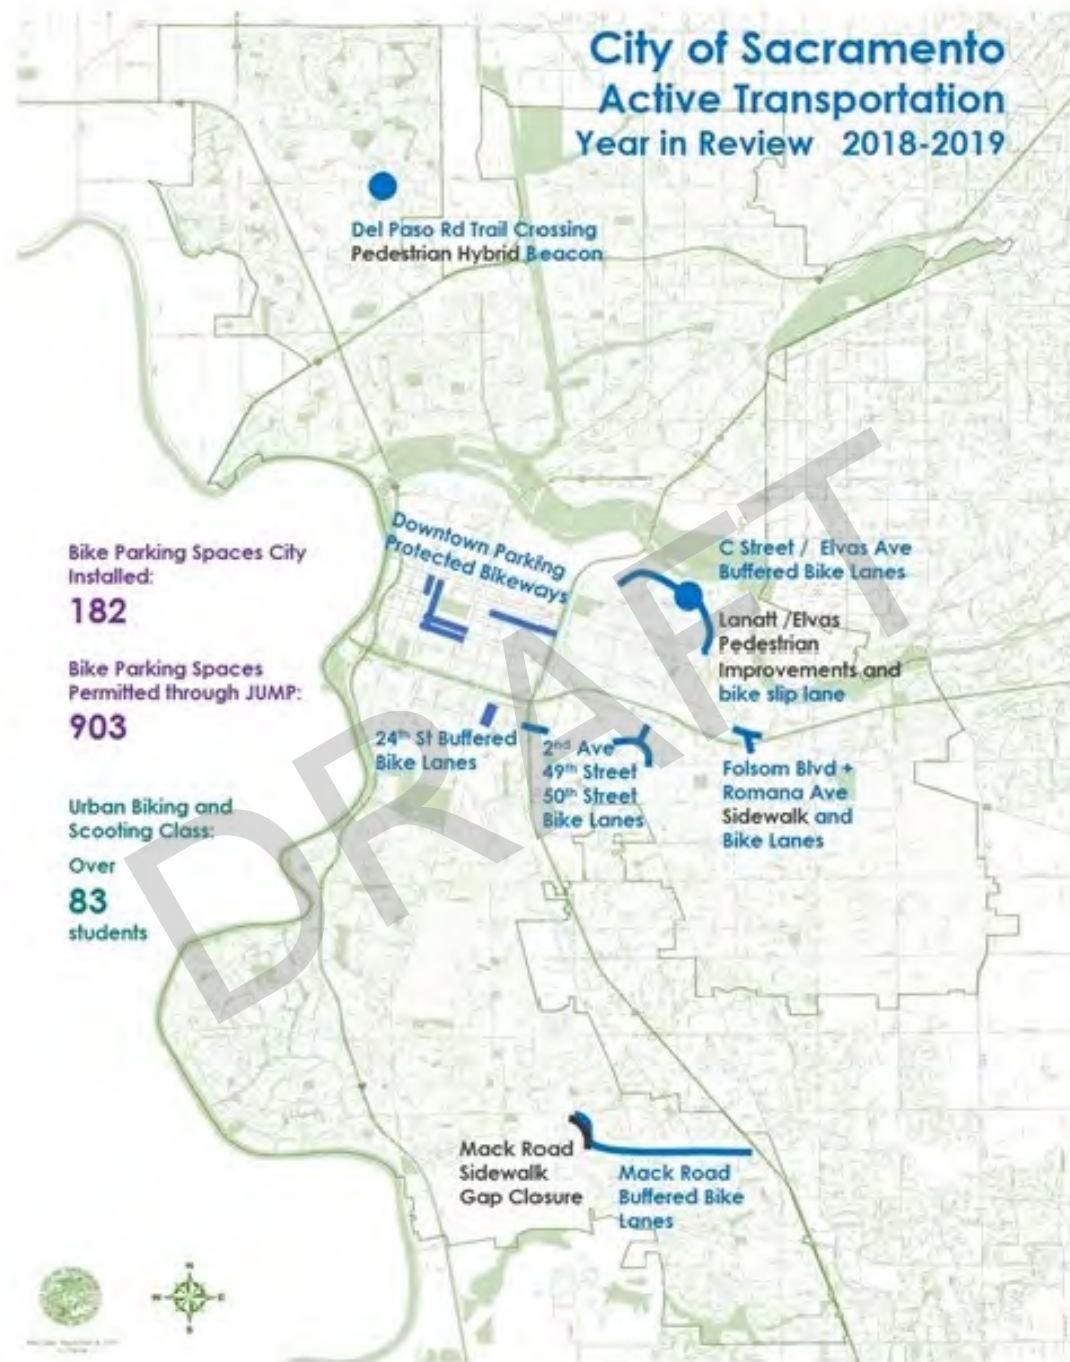 City of Sacramento
Active Transportation
Year in Review 2018-2019
Del Paso Rd Trail Crossing
Pedestrian Hybrid Beacon
Downtown Parking
Protected Bikeways
C Street / Elvas Ave
Buffered Bike Lanes
Lanatt /Elvas
Pedestrian
Improvements and
bike slip lane
Bike Parking Spaces City
Installed:
182
Bike Parking Spaces
Permitted through JUMP:
903
Urban Biking and
Scooting Class:
Over
83
students
24th St Buffered
Bike Lanes
2nd Ave
49th Street
50th Street
Bike Lanes
Folsom Blvd +
Romana Ave
Sidewalk and
Bike Lanes
Mack Road
Sidewalk
Gap Closure
Mack Road
Buffered Bike
Lanes
DRAFT
N
W
E
S